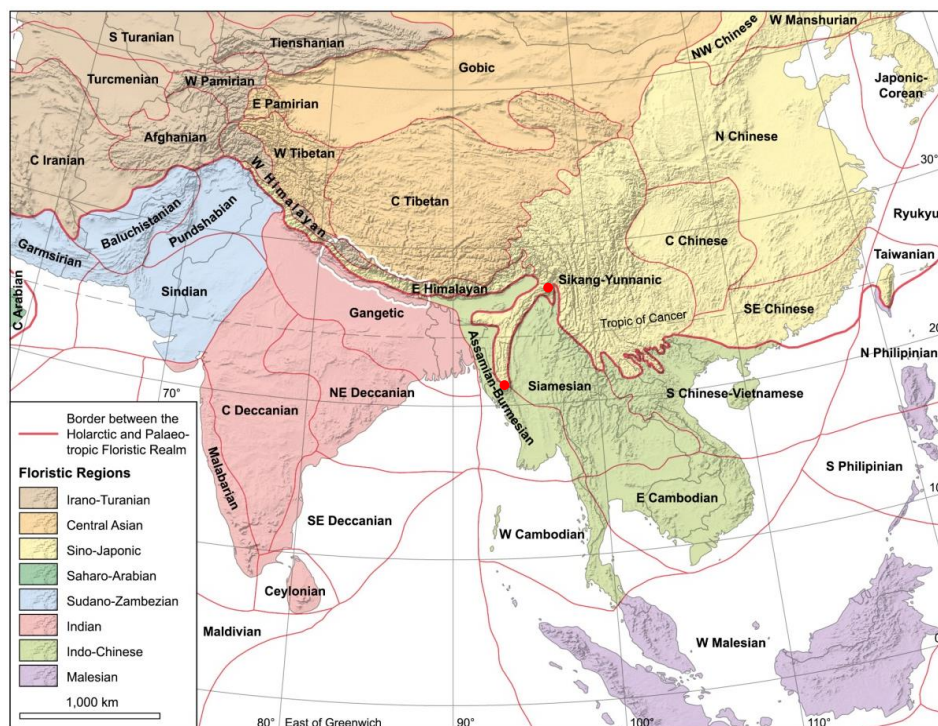 S Turanian
Tienshanian
NW Chinese
W Manshurian
Gobic
Turcmenian
W Pamirian
Japonic-
Corean
E Pamirian
N Chinese
Afghanian
W Tibetan
C Iranian
W Himalayan
30°
C Tibetan
Baluchistanian
Pundshabian
Ryukyu
Garmsirian
C Chinese
Taiwanian
Sikang-Yunnanic
E Himalayan
Sindian
C Arabian
SE Chinese
Gangetic
Tropic of Cancer
20
N Philipinian
Assamian-Burmesian
70°
Siamesian
NE Deccanian
S Chinese-Vietnamese
C Deccanian
Border between the
Holarctic and Palaeo-
tropic Floristic Realm
Malabarian
S Philipinian
Floristic Regions
10
Irano-Turanian
E Cambodian
Central Asian
SE Deccanian
W Cambodian
Sino-Japonic
Saharo-Arabian
Sudano-Zambezian
Ceylonian
Indian
Maldivian
Indo-Chinese
W Malesian
0
Malesian
1,000 km
80°
East of Greenwich
90°
100°
110°